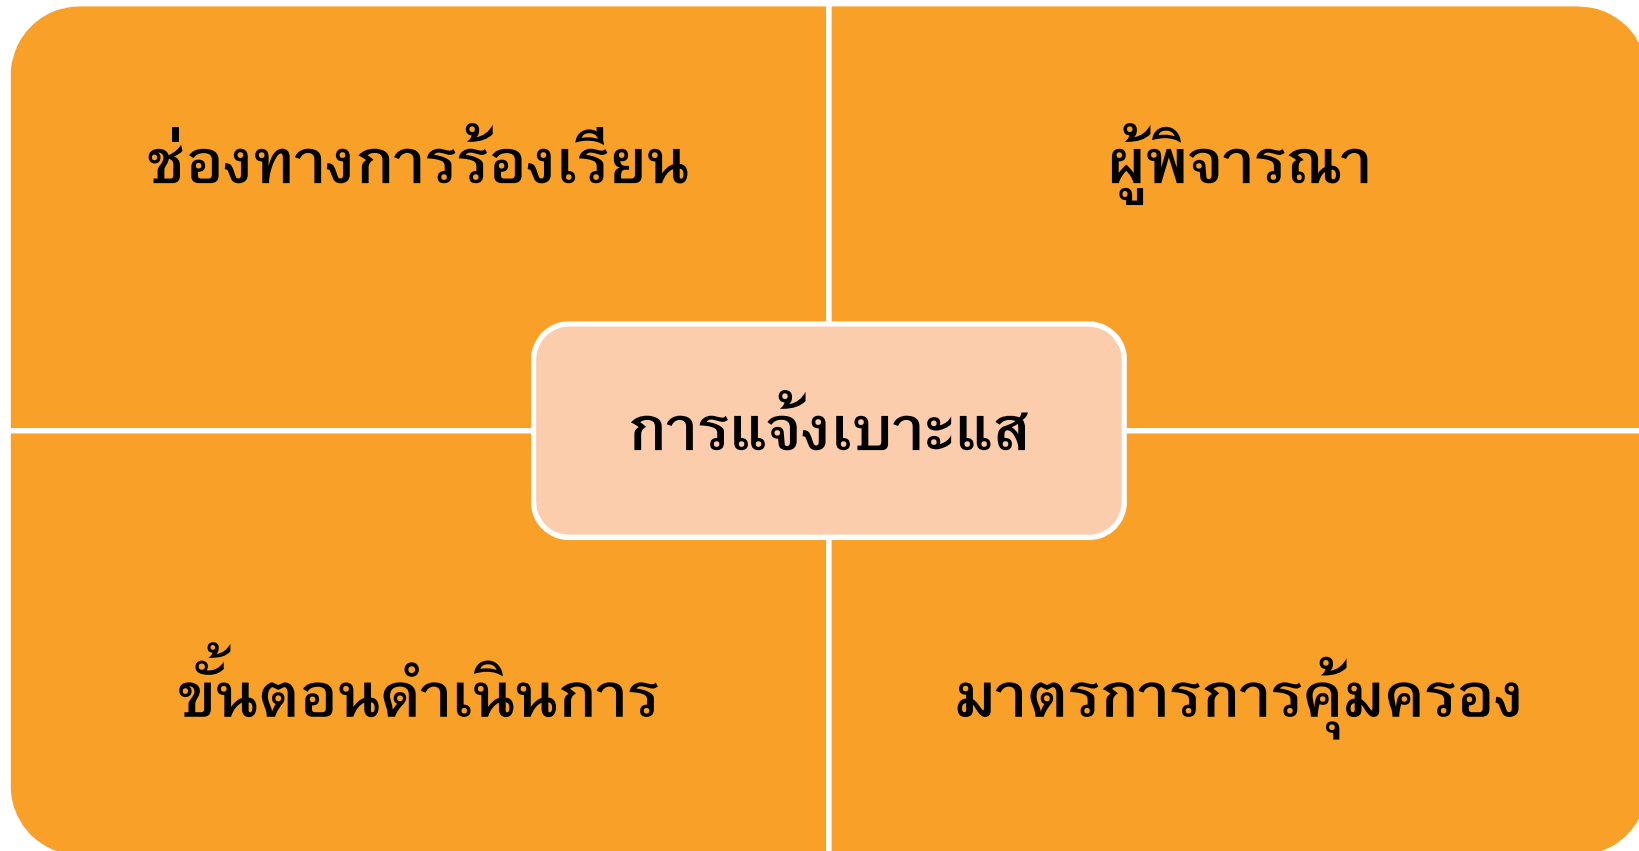 ช่องทางการร้องเรียน
ผู้พิจารณา
การแจ้งเบาะแส
ขั้นตอนดำเนินการ
มาตรการการคุ้มครอง